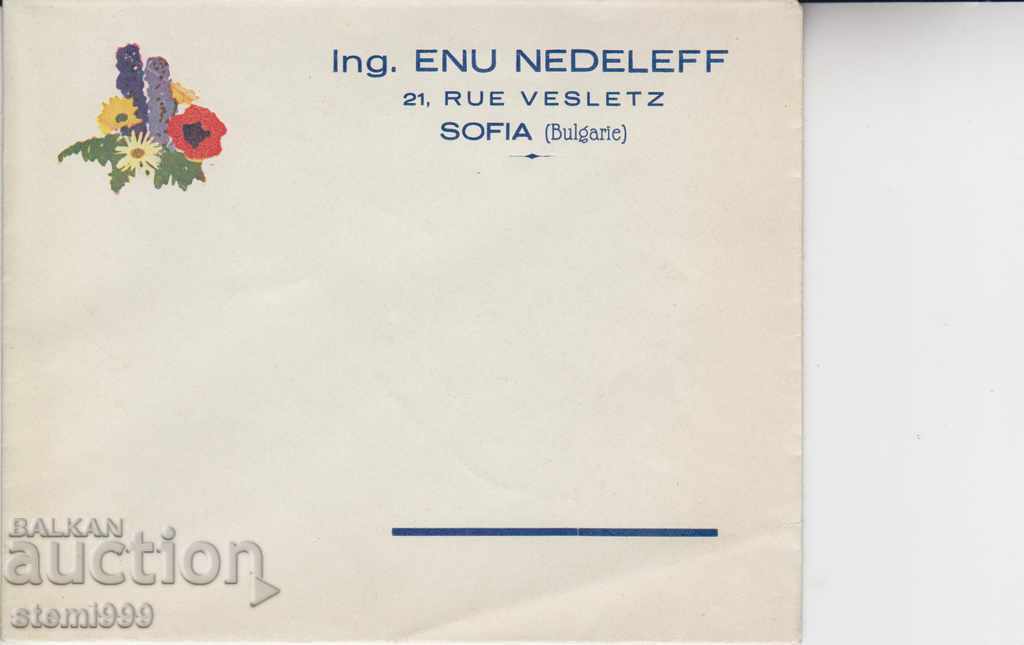 Ing. ENU NEDELEFF
21, RUE VESLETZ
SOFIA (Bulgarie)
BALKAN
auction
stemi999